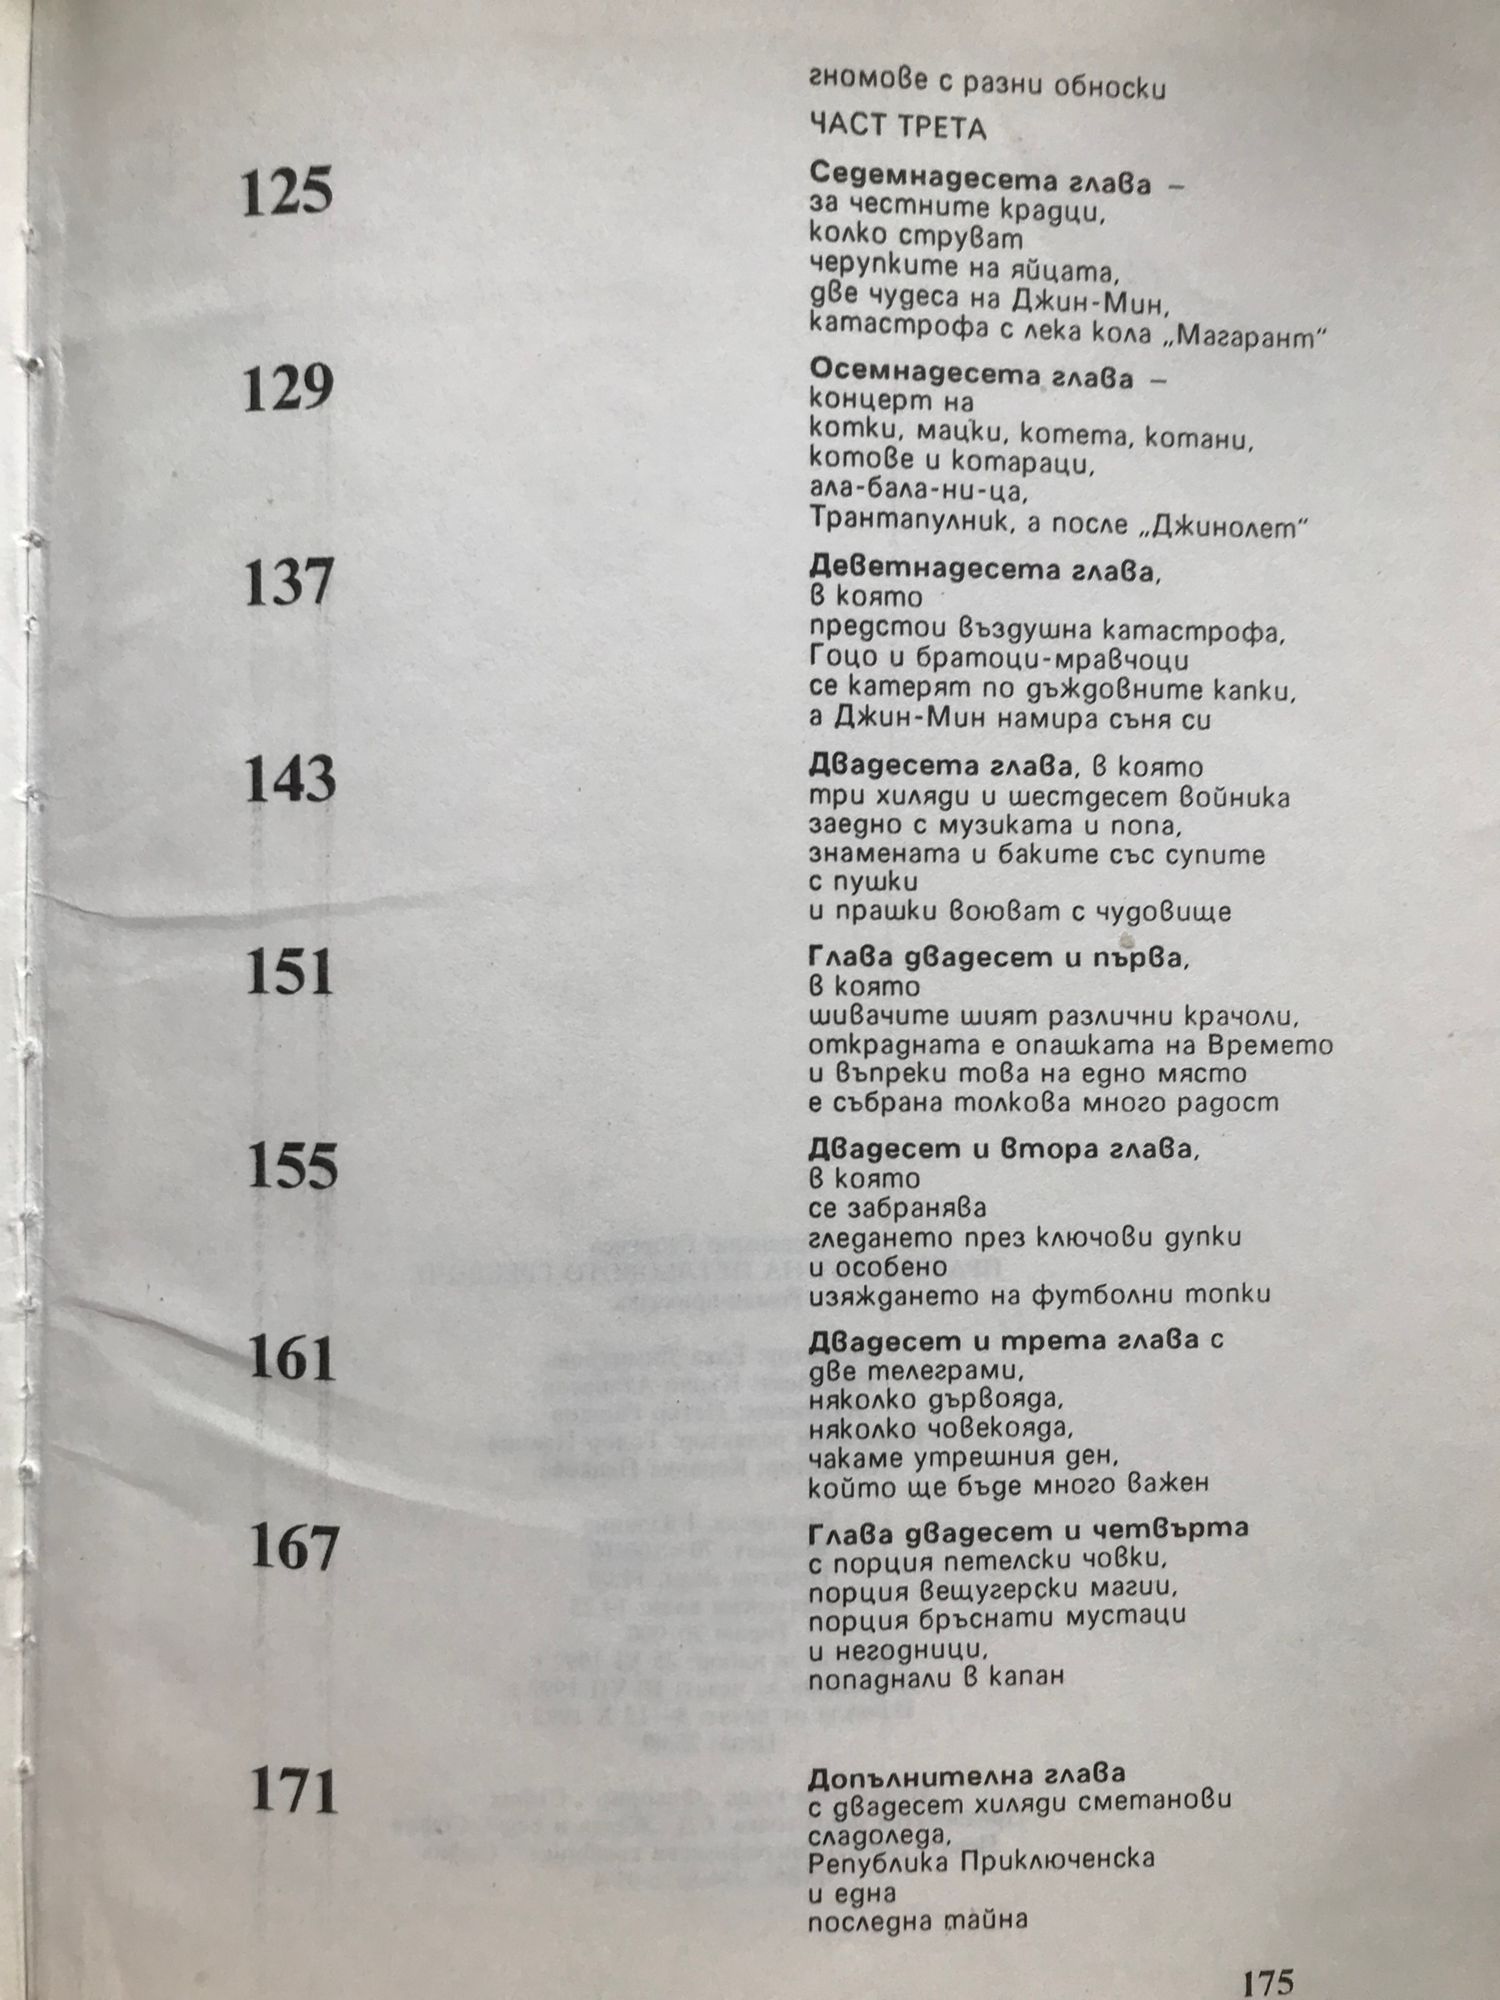 гномове с разни обноски
ЧАСТ ТРЕТА
125
Седемнадесета глава –
за честните крадци,
колко струват
черупките на яйцата,
две чудеса на Джин-Мин,
катастрофа с лека кола „Магарант“
129
Осемнадесета глава –
концерт на
котки, мацки, котета, котани,
котове и котараци,
ала-бала-ни-ца,
Трантапулник, а после „Джинолет“
137
Деветнадесета глава,
в която
предстои въздушна катастрофа,
Гоцо и братоци-мравчоци
се катерят по дъждовните капки,
а Джин-Мин намира съня си
143
Двадесета глава, в която
три хиляди и шестдесет войника
заедно с музиката и попа,
знамената и баките със супите
с пушки
и прашки воюват с чудовище
151
Глава двадесет и първа,
в която
шивачите шият различни крачоли,
открадната е опашката на Времето
и въпреки това на едно място
е събрана толкова много радост
155
Двадесет и втора глава,
в която
се забранява
гледането през ключови дупки
и особено
изяждането на футболни топки
161
Двадесет и трета глава с
две телеграми,
няколко дървояда,
няколко човекояда,
чакаме утрешния ден,
който ще бъде много важен
167
Глава двадесет и четвърта
с порция петелски човки,
порция вещугерски магии,
порция бръснати мустаци
и негодници,
попаднали в капан
171
Допълнителна глава
с двадесет хиляди сметанови
сладоледа,
Република Приключенска
и една
последна тайна
175